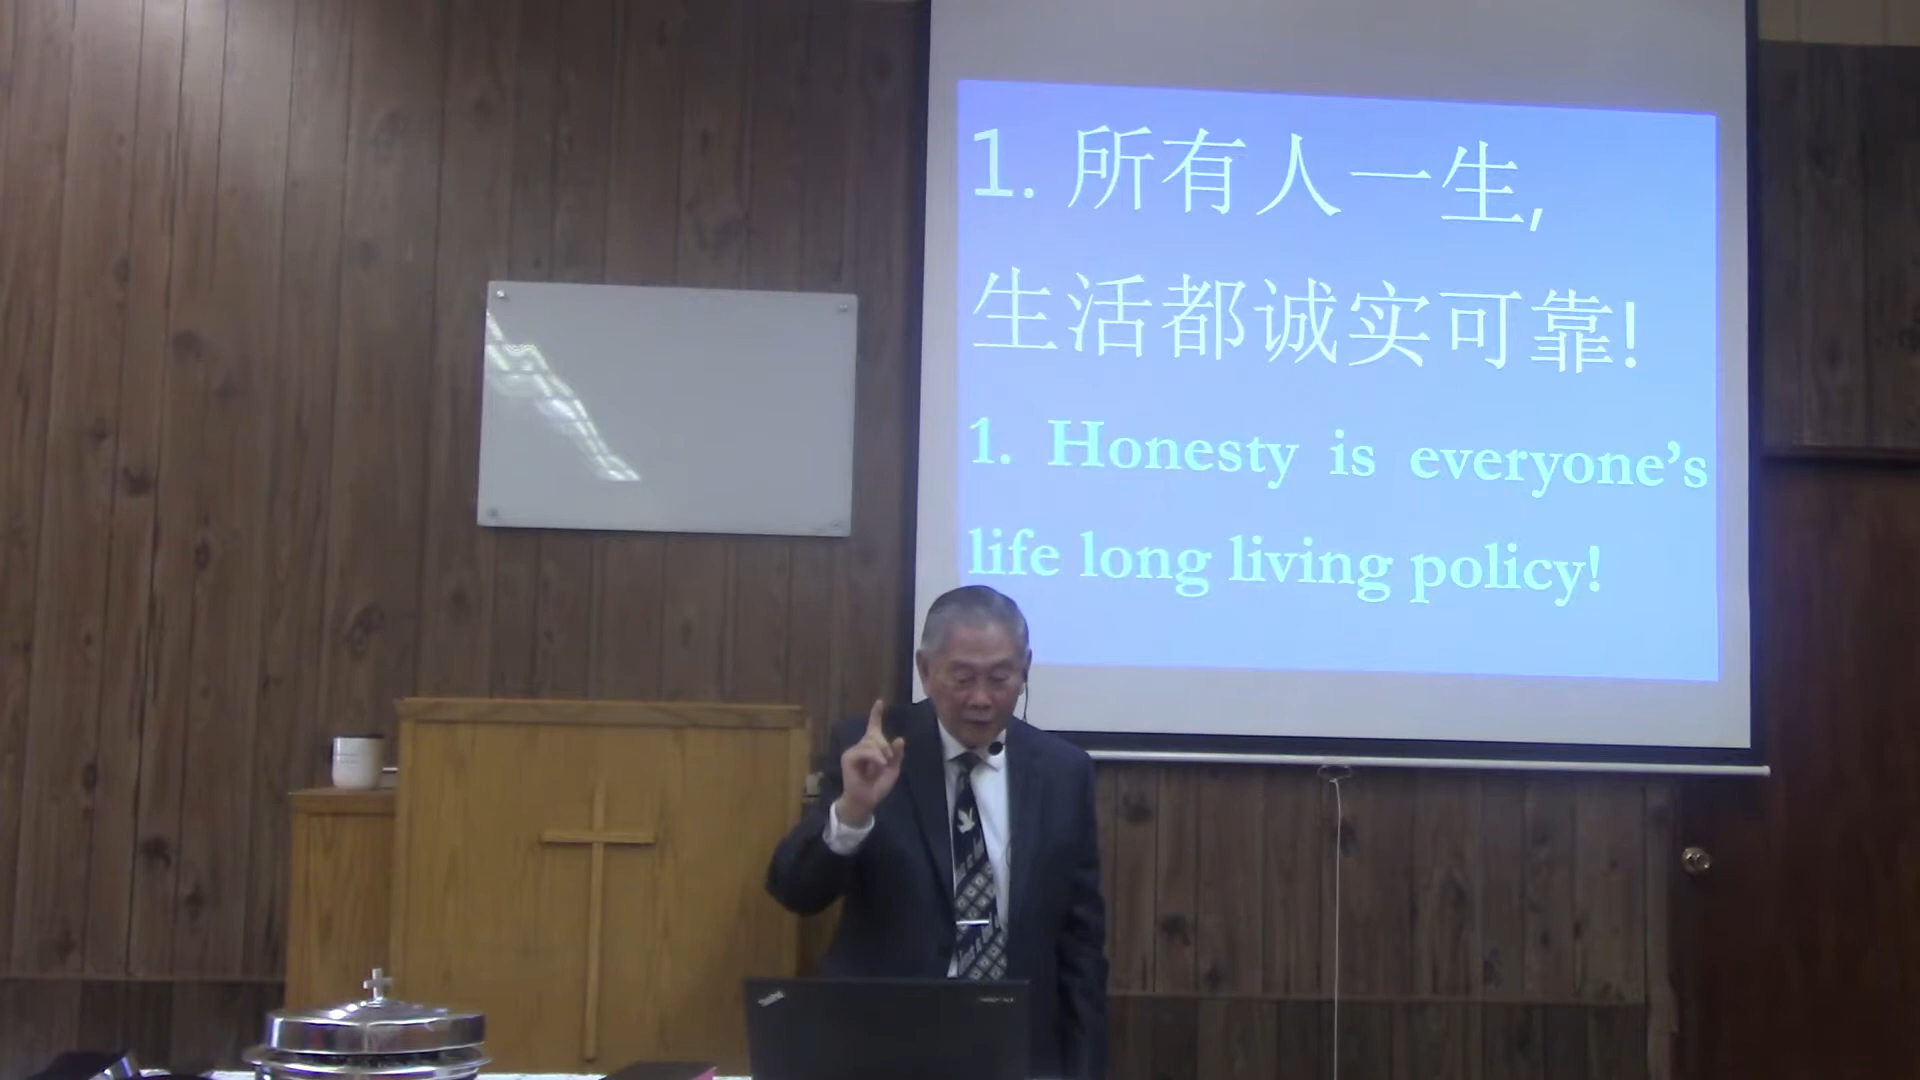 1. 所有人一生,
生活都诚实可靠!
1. Honesty is everyone's
life long living policy!
ThinkPad